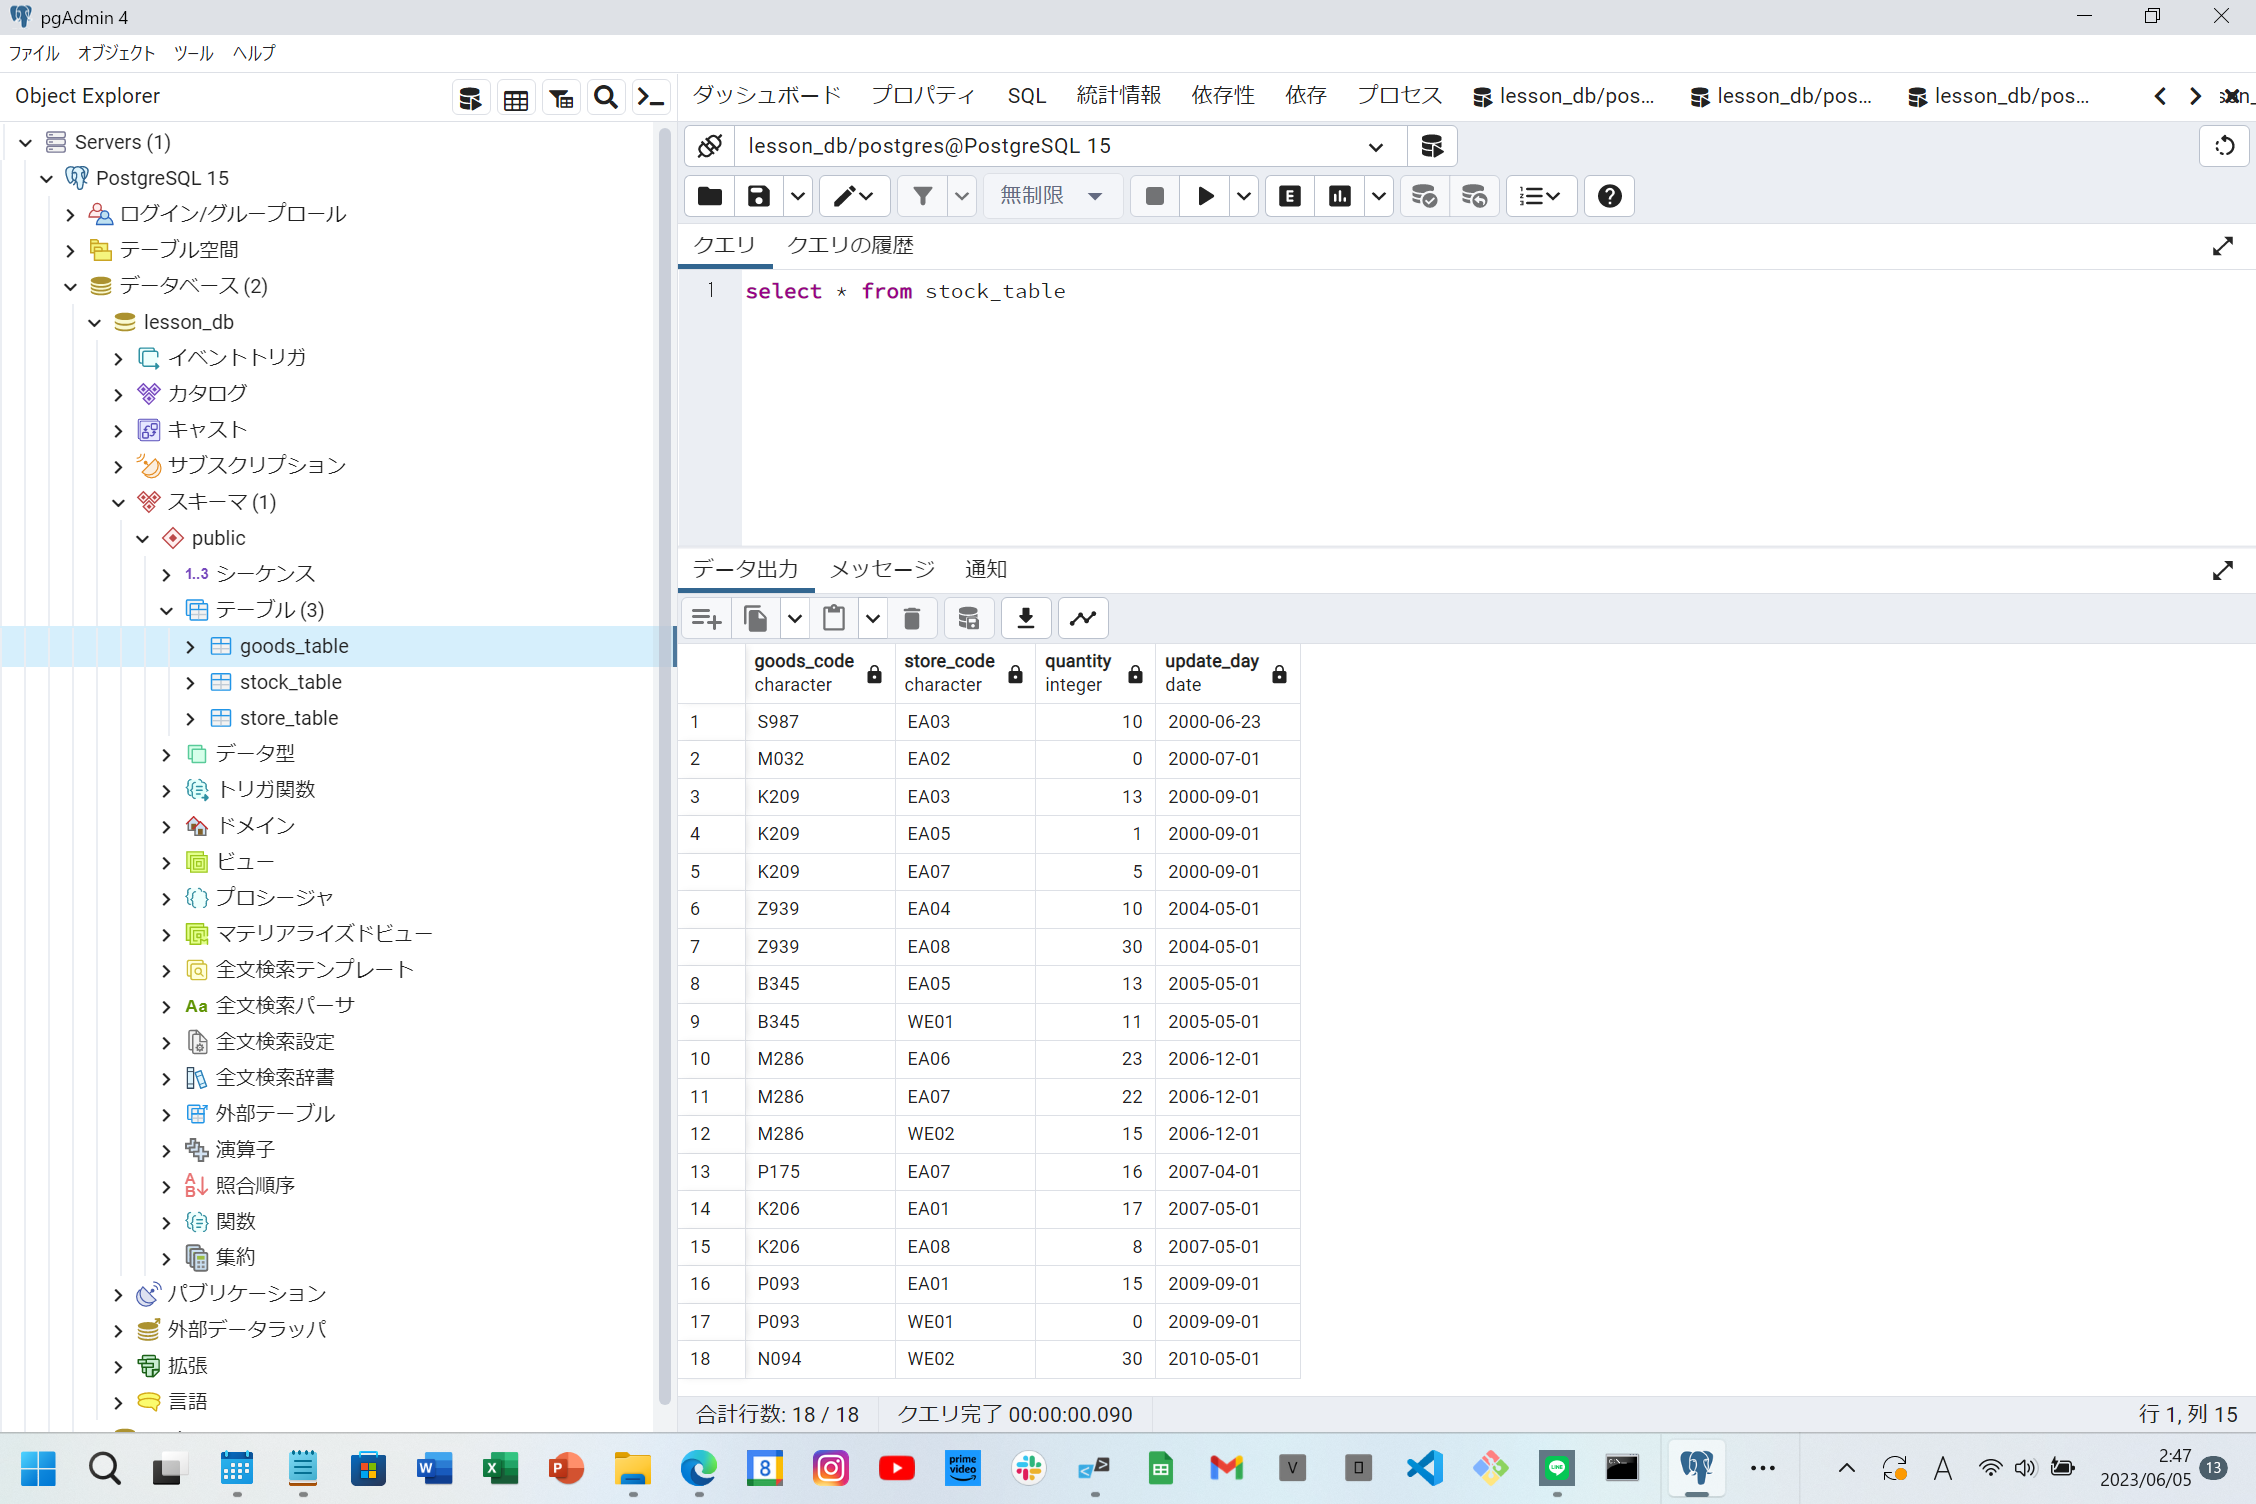 pgAdmin 4
ファイル オブジェクト ツール ヘルプ
Object Explorer
Servers (1)
PostgreSQL 15
ログイン/グループロール
テーブル空間
データベース (2)
lesson_db
イベントトリガ
カタログ
キャスト
サブスクリプション
スキーマ (1)
public
1..3 シーケンス
テーブル (3)
goods_table
stock_table
store_table
データ型
トリガ関数
ドメイン
ビュー
プロシージャ
マテリアライズドビュー
全文検索テンプレート
Aa 全文検索パーサ
全文検索設定
全文検索辞書
外部テーブル
演算子
照合順序
関数
集約
パブリケーション
外部データラッパ
拡張
言語
ダッシュボード プロパティ SQL 統計情報 依存性 依存 プロセス lesson_db/pos... lesson_db/pos... lesson_db/pos...
lesson_db/postgres@PostgreSQL 15
無制限
クエリ クエリの履歴
1 select * from stock_table
データ出力 メッセージ 通知
goods_code store_code quantity update_day
character character integer date
1 S987 EA03 10 2000-06-23
2 M032 EA02 0 2000-07-01
3 K209 EA03 13 2000-09-01
4 K209 EA05 1 2000-09-01
5 K209 EA07 5 2000-09-01
6 Z939 EA04 10 2004-05-01
7 Z939 EA08 30 2004-05-01
8 B345 EA05 13 2005-05-01
9 B345 WE01 11 2005-05-01
10 M286 EA06 23 2006-12-01
11 M286 EA07 22 2006-12-01
12 M286 WE02 15 2006-12-01
13 P175 EA07 16 2007-04-01
14 K206 EA01 17 2007-05-01
15 K206 EA08 8 2007-05-01
16 P093 EA01 15 2009-09-01
17 P093 WE01 0 2009-09-01
18 N094 WE02 30 2010-05-01
合計行数: 18 / 18 クエリ完了 00:00:00.090 行 1, 列 15
prime video
A
2:47
2023/06/05 13